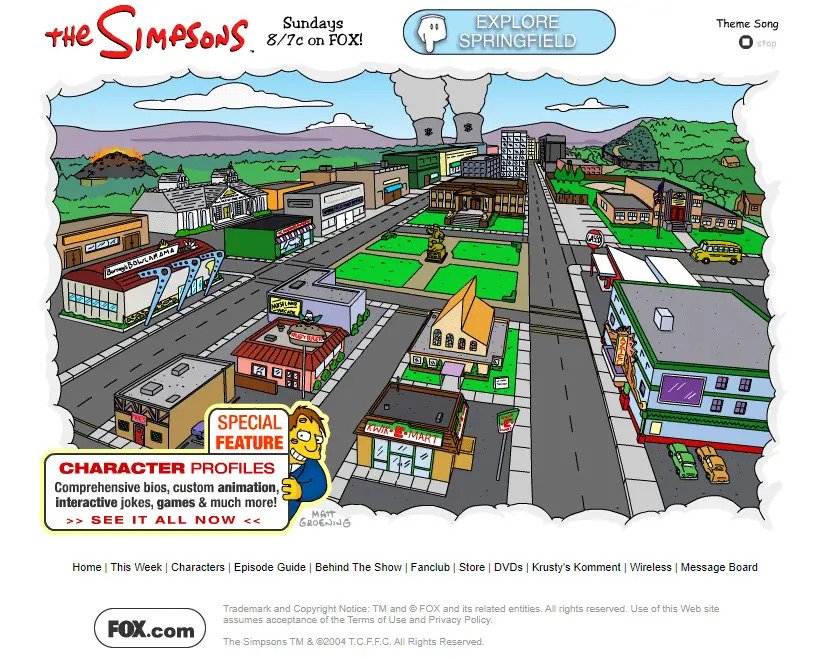 THE SIMPSONS™
Sundays
8/7c on FOX!
EXPLORE
SPRINGFIELD
Theme Song
stop
Barney's BOWLARAMA
KRUSTY BURGER
MOE'S
KWIK-E-MART
SPECIAL
FEATURE
CHARACTER PROFILES
Comprehensive bios, custom animation,
interactive jokes, games & much more!
>> SEE IT ALL NOW <<
MATT
GROENING
Home | This Week | Characters | Episode Guide | Behind The Show | Fanclub | Store | DVDs | Krusty's Komment | Wireless | Message Board
FOX.com
Trademark and Copyright Notice: TM and © FOX and its related entities. All rights reserved. Use of this Web site
assumes acceptance of the Terms of Use and Privacy Policy.
The Simpsons TM & ©2004 T.C.F.F.C. All Rights Reserved.